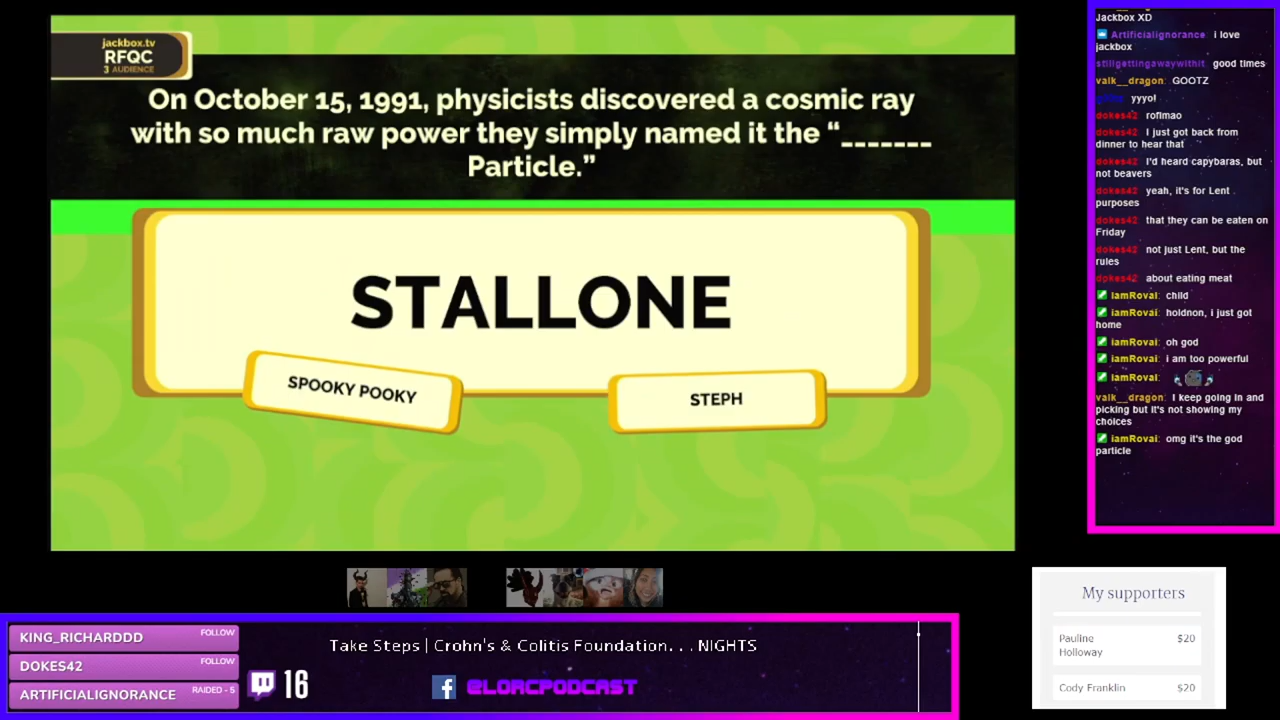 jackbox.tv
RFQC
3 AUDIENCE
On October 15, 1991, physicists discovered a cosmic ray
with so much raw power they simply named it the “_______
Particle.”
STALLONE
SPOOKY POOKY
STEPH
Jackbox XD
Artificialignorance: i love
jackbox
stillgettingawaywithit: good times
valk__dragon: GOOTZ
yyyo!
dokes42: roflmao
dokes42: I just got back from
dinner to hear that
dokes42: I'd heard capybaras, but
not beavers
dokes42: yeah, it's for Lent
purposes
dokes42: that they can be eaten on
Friday
dokes42: not just Lent, but the
rules
dokes42: about eating meat
iamRovai: child
iamRovai: holdnon, i just got
home
iamRovai: oh god
iamRovai: i am too powerful
iamRovai:
valk__dragon: I keep going in and
picking but it's not showing my
choices
iamRovai: omg it's the god
particle
My supporters
Pauline
Holloway
$20
Cody Franklin $20
KING_RICHARDDD FOLLOW
DOKES42 FOLLOW
ARTIFICIALIGNORANCE RAIDED - 5
16
Take Steps | Crohn's & Colitis Foundation. . . NIGHTS
@LORCPODCAST